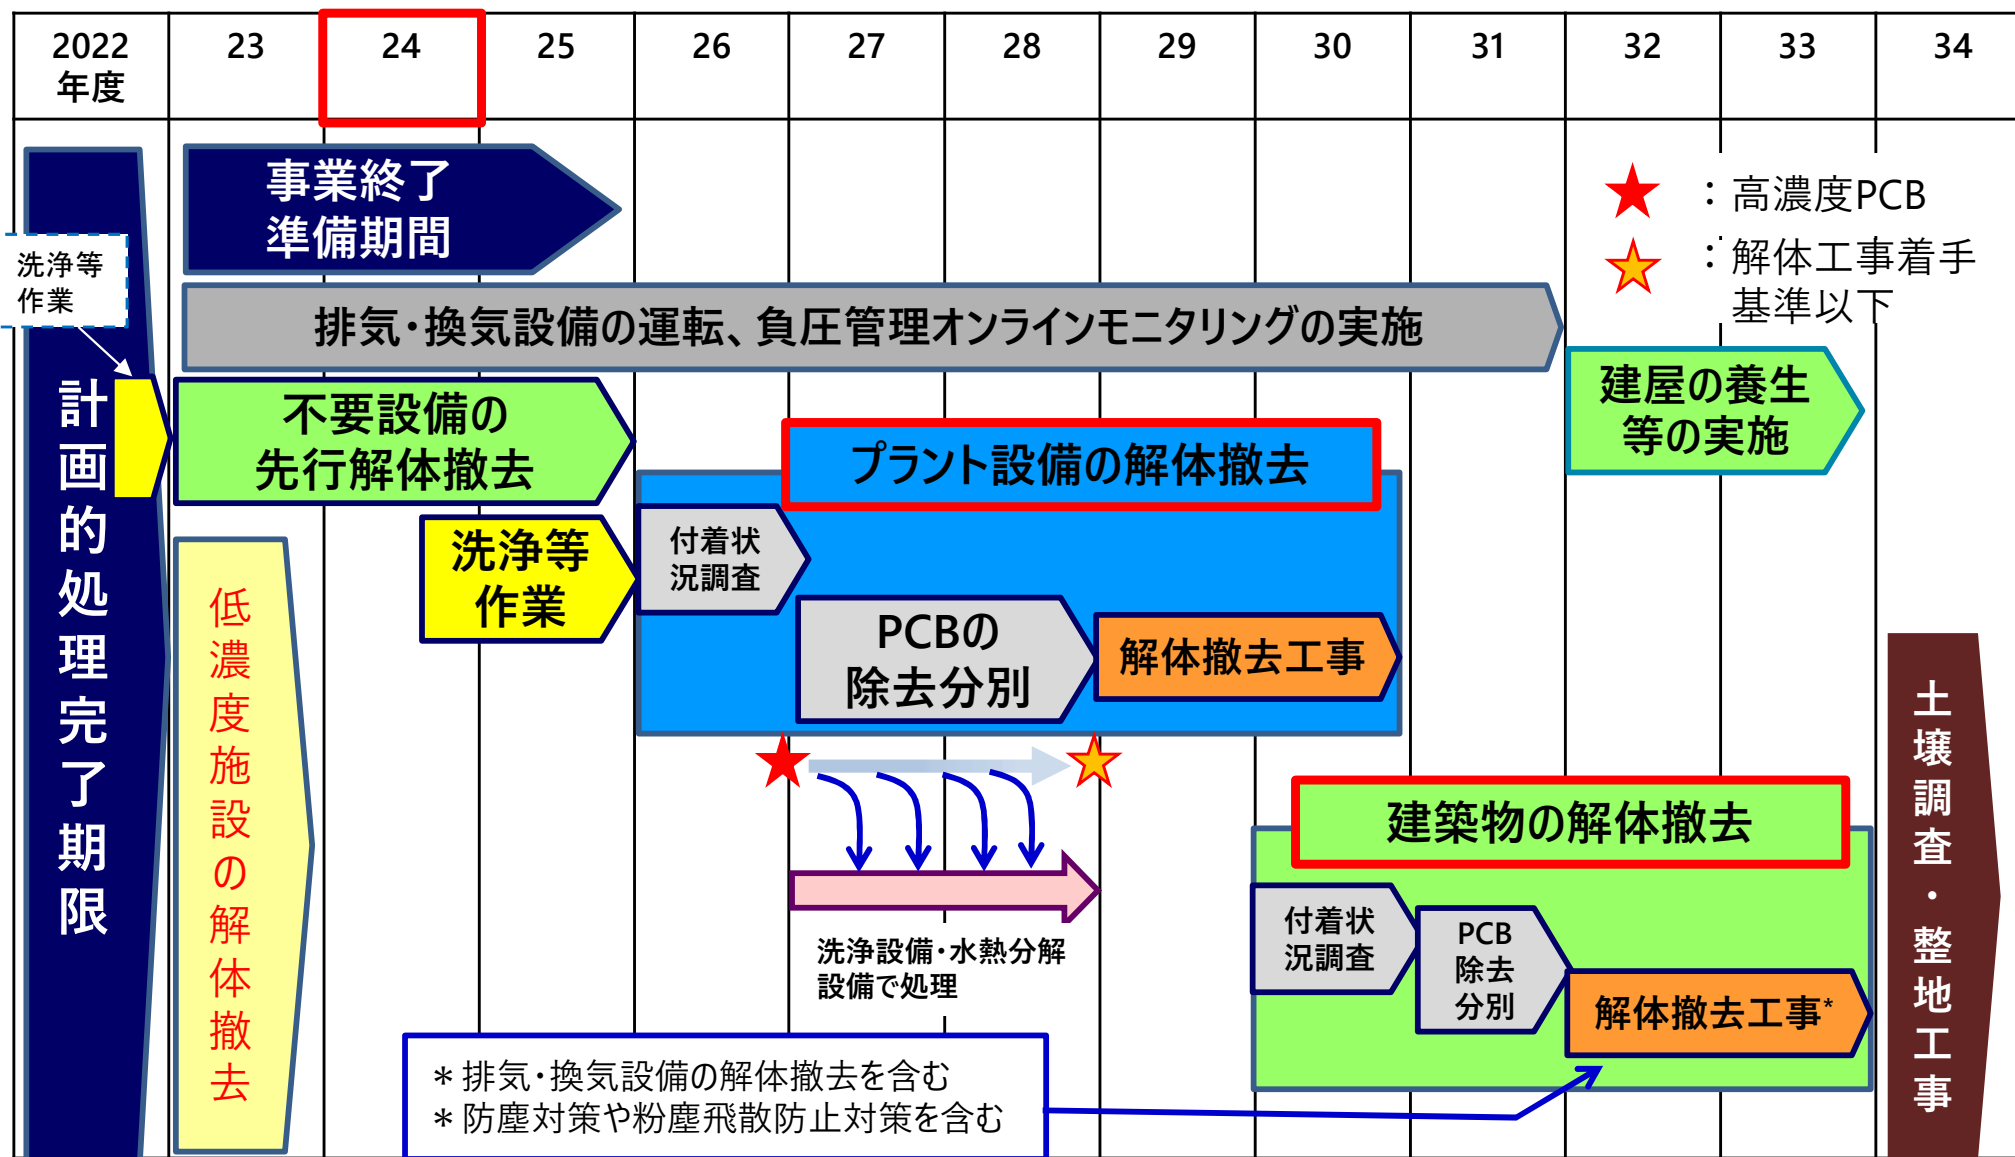 2022
年度
23
24
25
26
27
28
29
30
31
32
33
34
事業終了
準備期間
：高濃度PCB
：解体工事着手
基準以下
洗浄等
作業
計画的処理完了期限
排気・換気設備の運転、負圧管理オンラインモニタリングの実施
不要設備の
先行解体撤去
建屋の養生
等の実施
プラント設備の解体撤去
洗浄等
作業
付着状
況調査
低濃度施設の解体撤去
PCBの
除去分別
解体撤去工事
土壌調査・整地工事
建築物の解体撤去
付着状
況調査
PCB
除去
分別
解体撤去工事*
洗浄設備・水熱分解
設備で処理
＊排気・換気設備の解体撤去を含む
＊防塵対策や粉塵飛散防止対策を含む